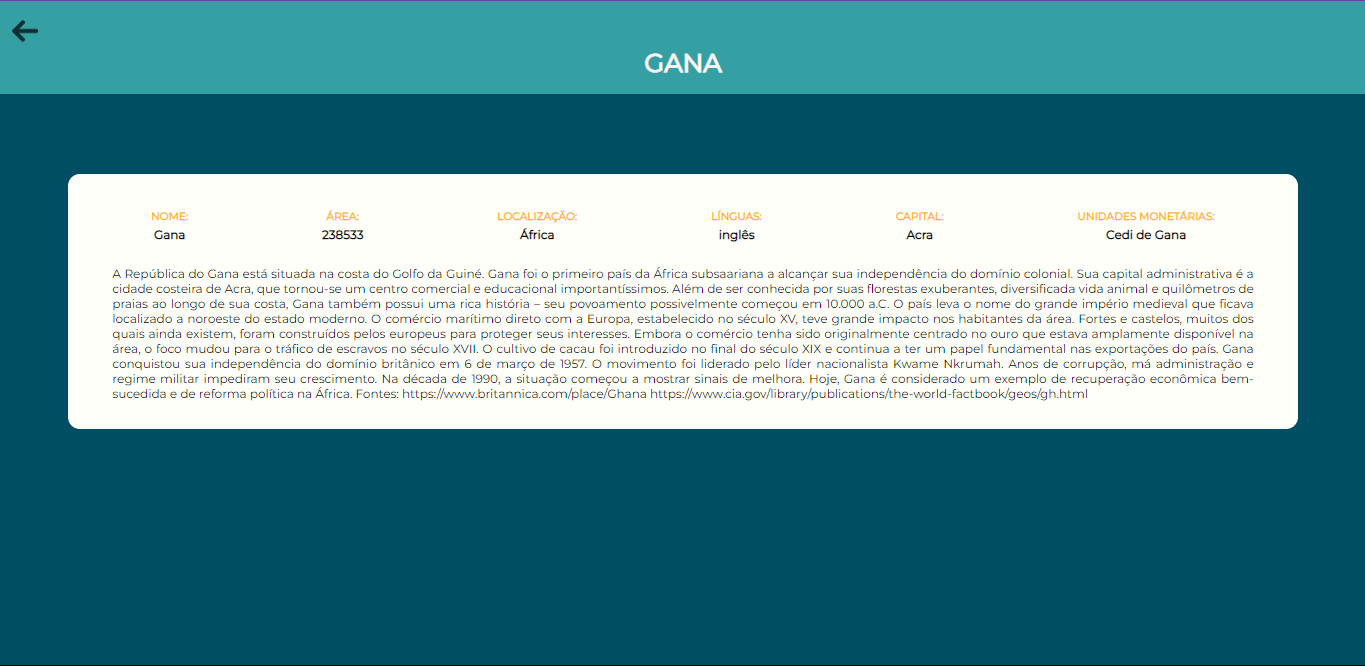 GANA
NOME: ÁREA: LOCALIZAÇÃO: LÍNGUAS: CAPITAL: UNIDADES MONETÁRIAS:
Gana 238533 África inglês Acra Cedi de Gana
A República do Gana está situada na costa do Golfo da Guiné. Gana foi o primeiro país da África subsaariana a alcançar sua independência do domínio colonial. Sua capital administrativa é a
cidade costeira de Acra, que tornou-se um centro comercial e educacional importantíssimos. Além de ser conhecida por suas florestas exuberantes, diversificada vida animal e quilômetros de
praias ao longo de sua costa, Gana também possui uma rica história – seu povoamento possivelmente começou em 10.000 a.C. O país leva o nome do grande império medieval que ficava
localizado a noroeste do estado moderno. O comércio marítimo direto com a Europa, estabelecido no século XV, teve grande impacto nos habitantes da área. Fortes e castelos, muitos dos
quais ainda existem, foram construídos pelos europeus para proteger seus interesses. Embora o comércio tenha sido originalmente centrado no ouro que estava amplamente disponível na
área, o foco mudou para o tráfico de escravos no século XVII. O cultivo de cacau foi introduzido no final do século XIX e continua a ter um papel fundamental nas exportações do país. Gana
conquistou sua independência do domínio britânico em 6 de março de 1957. O movimento foi liderado pelo líder nacionalista Kwame Nkrumah. Anos de corrupção, má administração e
regime militar impediram seu crescimento. Na década de 1990, a situação começou a mostrar sinais de melhora. Hoje, Gana é considerado um exemplo de recuperação econômica bem-
sucedida e de reforma política na África. Fontes: https://www.britannica.com/place/Ghana https://www.cia.gov/library/publications/the-world-factbook/geos/gh.html